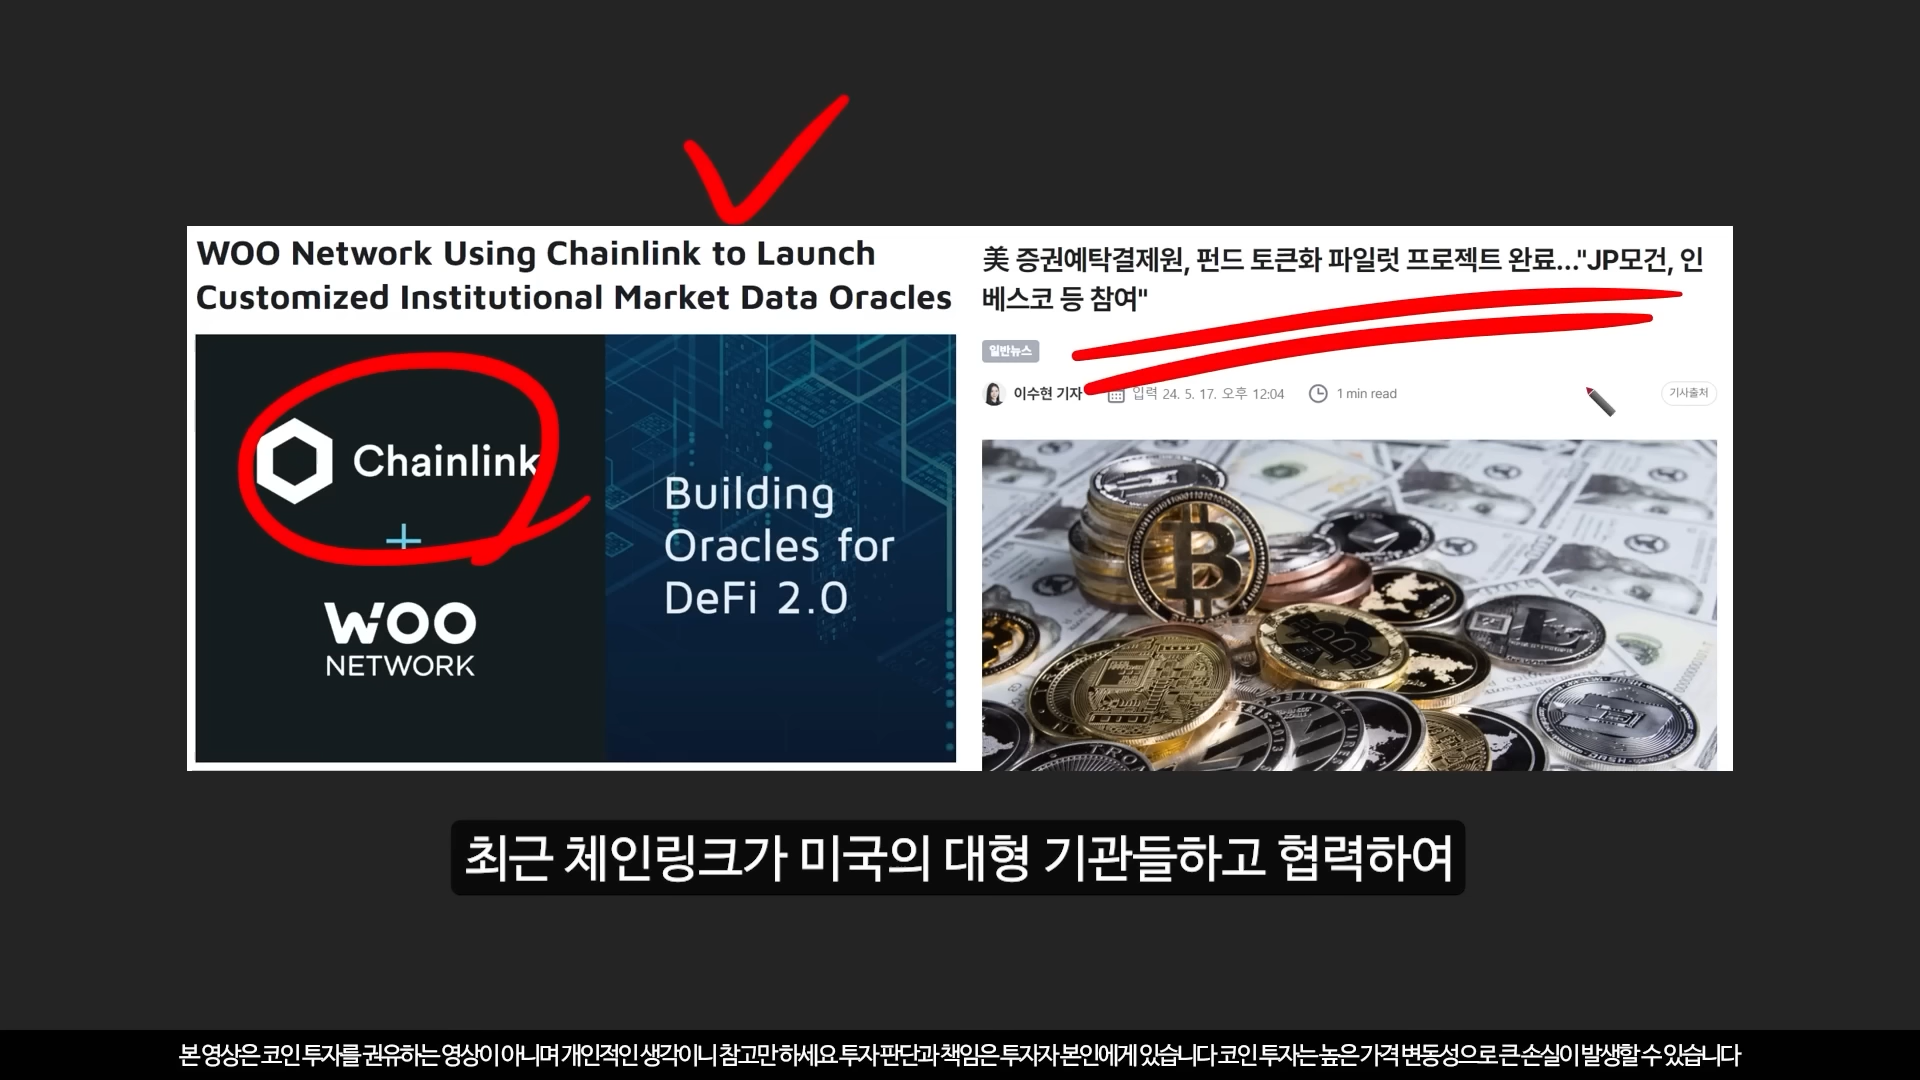 WOO Network Using Chainlink to Launch
Customized Institutional Market Data Oracles
Chainlink
+
WOO
NETWORK
Building
Oracles for
DeFi 2.0
美 증권예탁결제원, 펀드 토큰화 파일럿 프로젝트 완료..."JP모건, 인
베스코 등 참여"
일반뉴스
이수현 기자
입력 24. 5. 17. 오후 12:04
1 min read
기사출처
최근 체인링크가 미국의 대형 기관들하고 협력하여
본 영상은 코인 투자를 권유하는 영상이 아니며 개인적인 생각이니 참고만 하세요 투자 판단과 책임은 투자자 본인에게 있습니다 코인 투자는 높은 가격 변동성으로 큰 손실이 발생할 수 있습니다